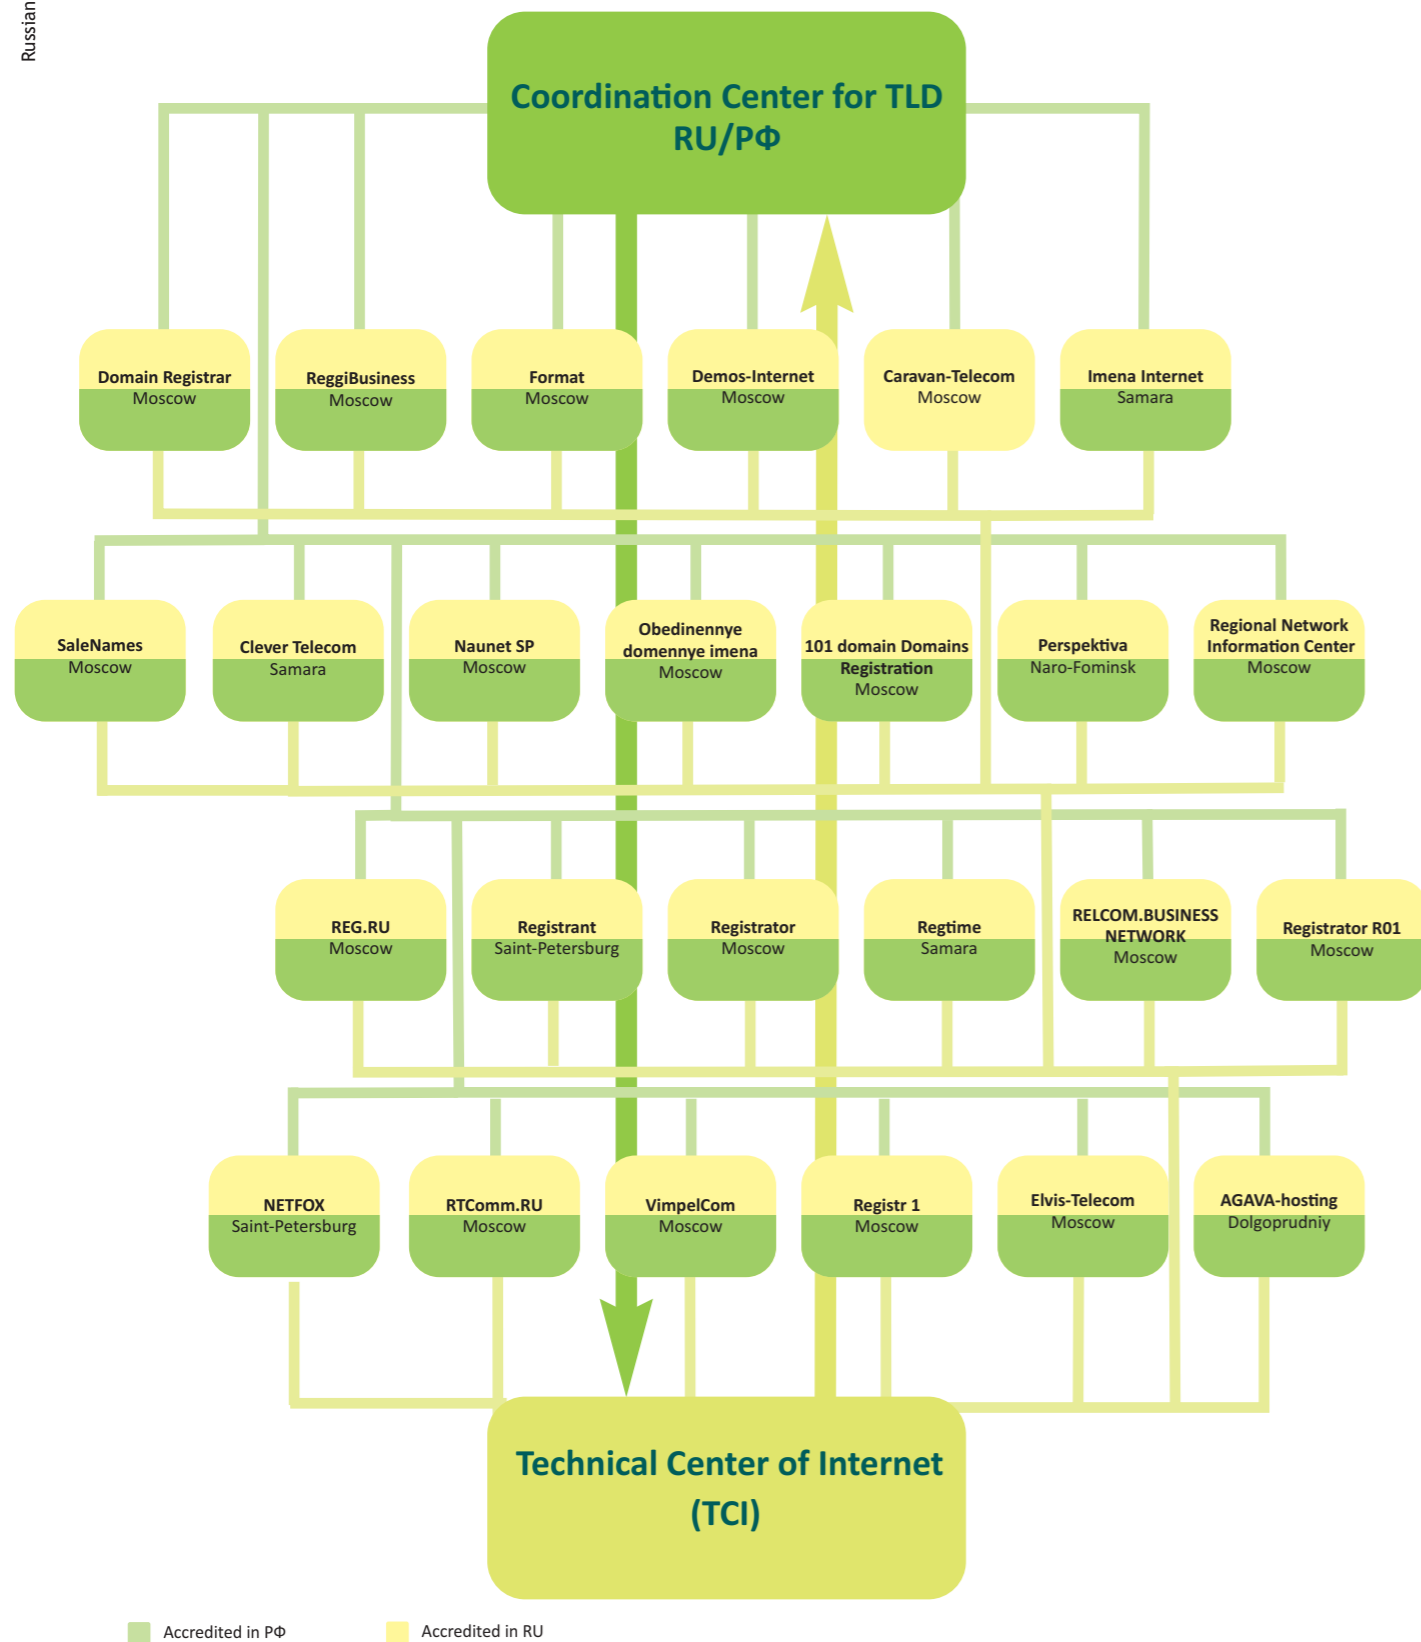 Russian
Coordination Center for TLD
RU/РФ
Domain Registrar
Moscow
ReggiBusiness
Moscow
Format
Moscow
Demos-Internet
Moscow
Caravan-Telecom
Moscow
Imena Internet
Samara
SaleNames
Moscow
Clever Telecom
Samara
Naunet SP
Moscow
Obedinennye
domennye imena
Moscow
101 domain Domains
Registration
Moscow
Perspektiva
Naro-Fominsk
Regional Network
Information Center
Moscow
REG.RU
Moscow
Registrant
Saint-Petersburg
Registrator
Moscow
Regtime
Samara
RELCOM.BUSINESS
NETWORK
Moscow
Registrator R01
Moscow
NETFOX
Saint-Petersburg
RTComm.RU
Moscow
VimpelCom
Moscow
Registr 1
Moscow
Elvis-Telecom
Moscow
AGAVA-hosting
Dolgoprudniy
Technical Center of Internet
(TCI)
Accredited in РФ
Accredited in RU